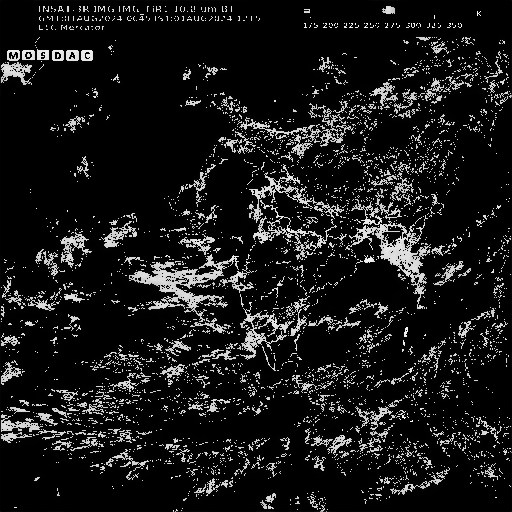 INSAT-3R IMG IMG_TIR1 10.8 um BT
GMT:01AUG2024 0645 IST:01AUG2024 1215
L1C Mercator
K
175 200 225 250 275 300 325 350
MOSDAC